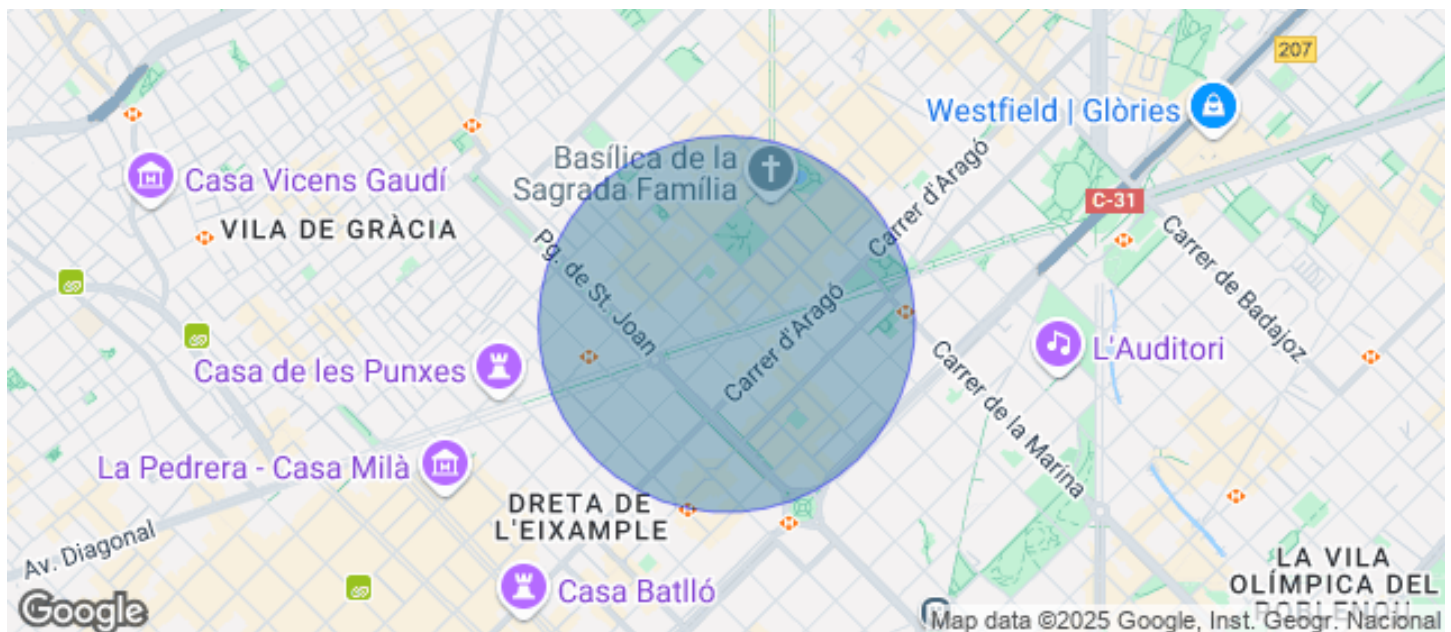 207
Westfield | Glòries
Basílica de la
Sagrada Família
Carrer d'Aragó
C-31
Casa Vicens Gaudí
VILA DE GRÀCIA
Pg. de St. Joan
Carrer de Badajoz
Carrer d'Aragó
L'Auditori
Casa de les Punxes
Carrer de la Marina
La Pedrera - Casa Milà
DRETA DE
L'EIXAMPLE
Av. Diagonal
Casa Batlló
LA VILA
OLÍMPICA DEL
POBLENOU
Google
Map data ©2025 Google, Inst. Geogr. Nacional